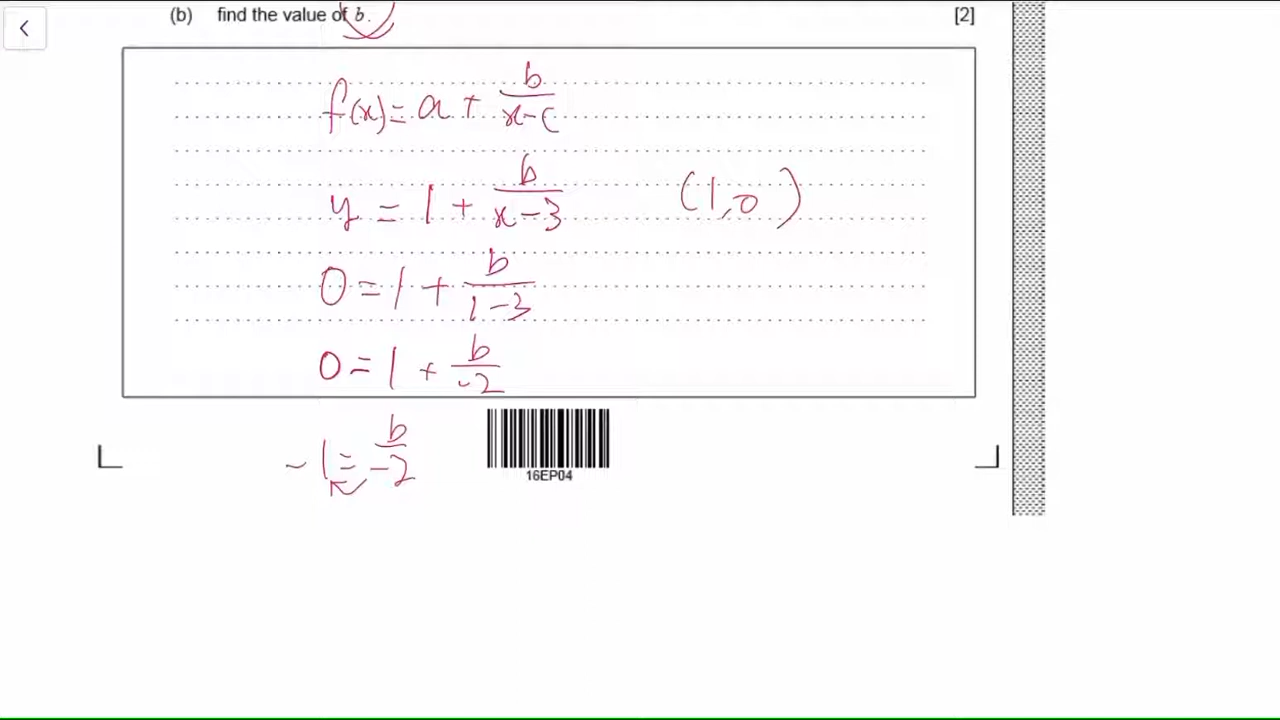 (b) find the value of b. [2]
f(x) = a + b/(x-c)
y = 1 + b/(x-3) (1,0)
0 = 1 + b/(1-3)
0 = 1 + b/-2
-1 = b/-2
16EP04